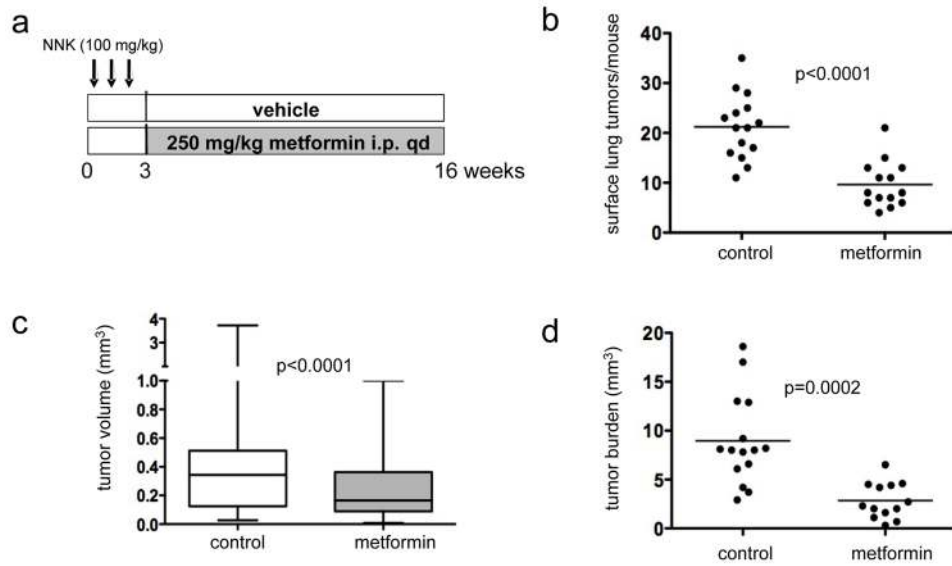 a
NNK (100 mg/kg)
vehicle
250 mg/kg metformin i.p. qd
0 3 16 weeks
b
surface lung tumors/mouse
40
30
20
10
0
p<0.0001
control metformin
c
tumor volume (mm³)
4
3
1.0
0.8
0.6
0.4
0.2
0.0
p<0.0001
control metformin
d
tumor burden (mm³)
20
15
10
5
0
p=0.0002
control metformin